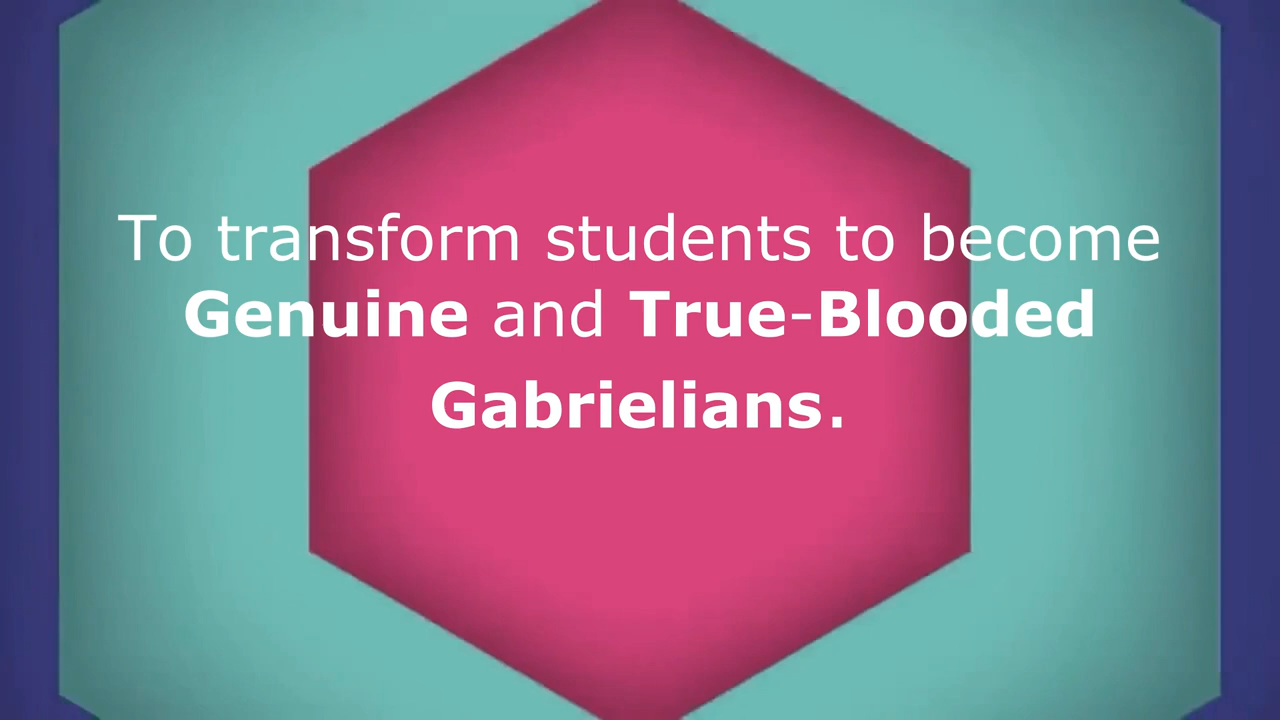 To transform students to become
Genuine and True-Blooded
Gabrielians.